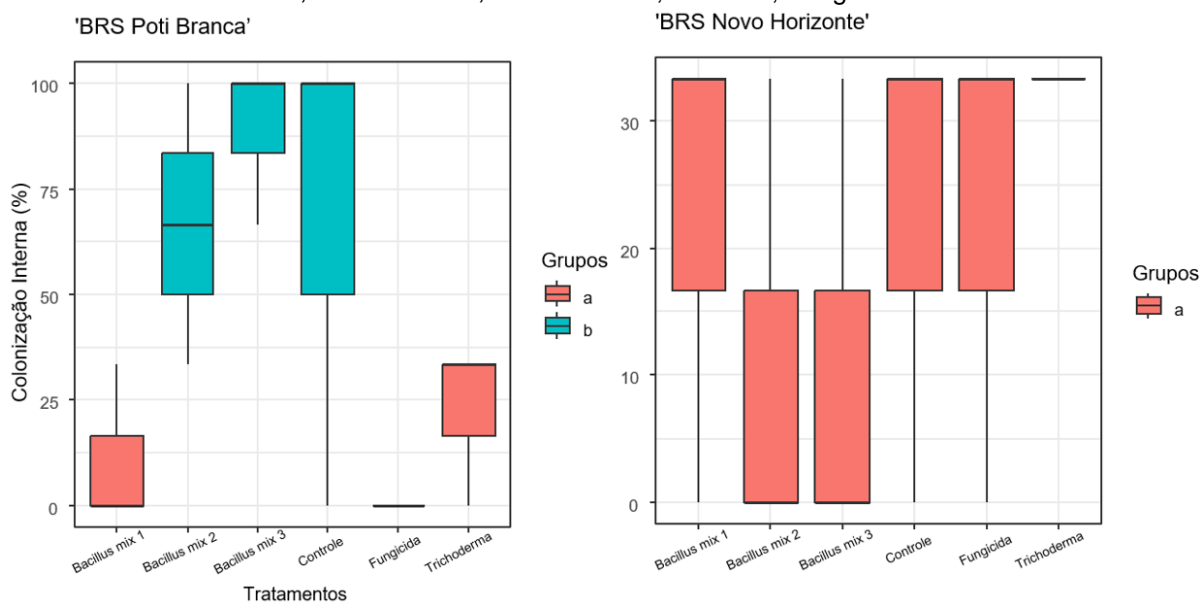 'BRS Poti Branca’
'BRS Novo Horizonte'
Colonização Interna (%)
100
75
50
25
0
Bacillus mix 1
Bacillus mix 2
Bacillus mix 3
Controle
Fungicida
Trichoderma
Tratamentos
Grupos
a
b
30
20
10
0
Bacillus mix 1
Bacillus mix 2
Bacillus mix 3
Controle
Fungicida
Trichoderma
Grupos
a